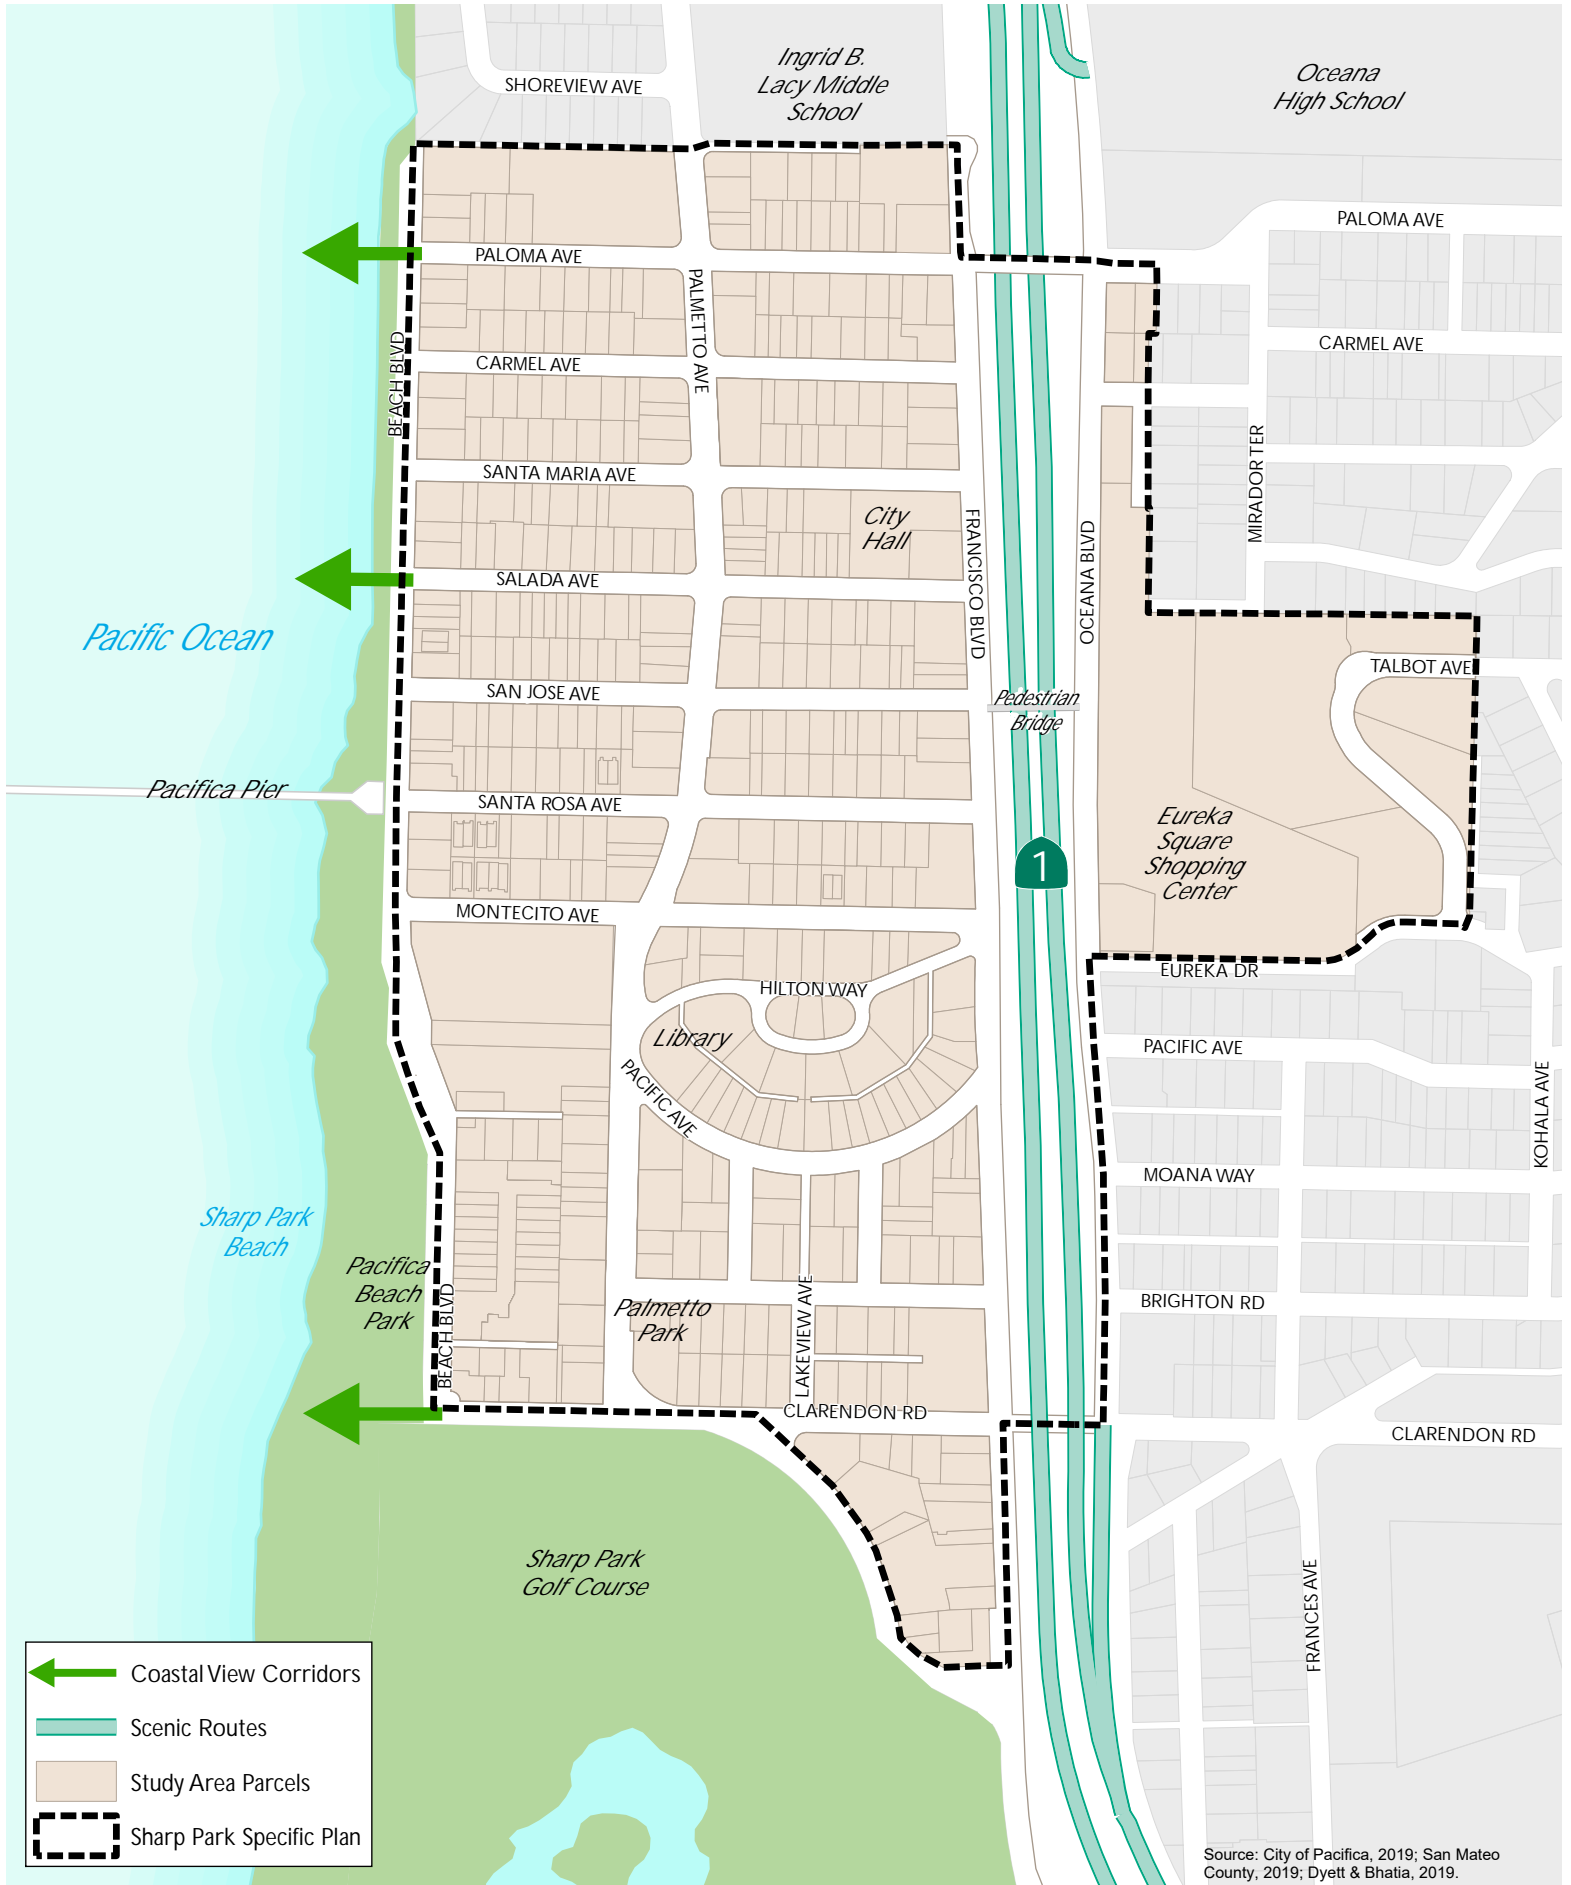 SHOREVIEW AVE
Ingrid B.
Lacy Middle
School
Oceana
High School
PALOMA AVE
PALOMA AVE
PALMETTO AVE
BEACH BLVD
CARMEL AVE
CARMEL AVE
SANTA MARIA AVE
MIRADOR TER
City
Hall
FRANCISCO BLVD
OCEANA BLVD
SALADA AVE
Pacific Ocean
SAN JOSE AVE
TALBOT AVE
Pedestrian
Bridge
Pacifica Pier
SANTA ROSA AVE
Eureka
Square
Shopping
Center
1
MONTECITO AVE
EUREKA DR
HILTON WAY
Library
PACIFIC AVE
PACIFIC AVE
KOHALA AVE
MOANA WAY
Sharp Park
Beach
Pacifica
Beach
Park
BEACH BLVD
Palmetto
Park
LAKEVIEW AVE
BRIGHTON RD
CLARENDON RD
CLARENDON RD
Sharp Park
Golf Course
FRANCES AVE
Coastal View Corridors
Scenic Routes
Study Area Parcels
Sharp Park Specific Plan
Source: City of Pacifica, 2019; San Mateo
County, 2019; Dyett & Bhatia, 2019.